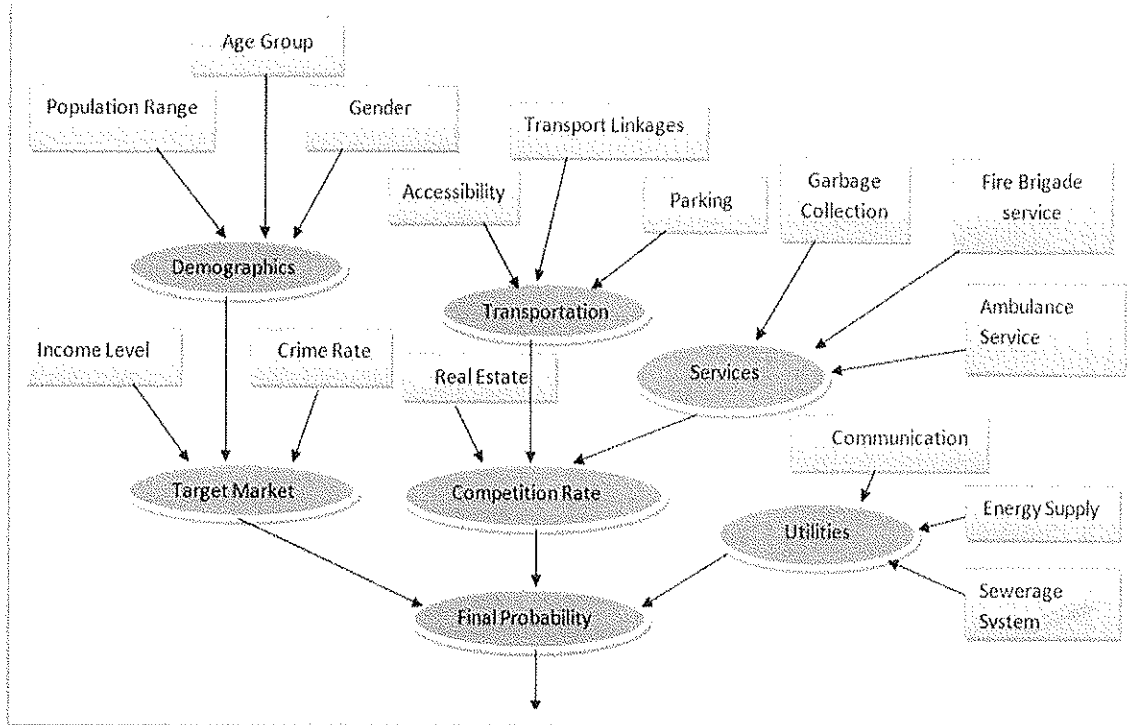 Age Group
Population Range
Gender
Transport Linkages
Accessibility
Parking
Garbage
Collection
Fire Brigade
service
Demographics
Transportation
Ambulance
Service
Income Level
Crime Rate
Real Estate
Services
Communication
Target Market
Competition Rate
Energy Supply
Utilities
Sewerage
System
Final Probability